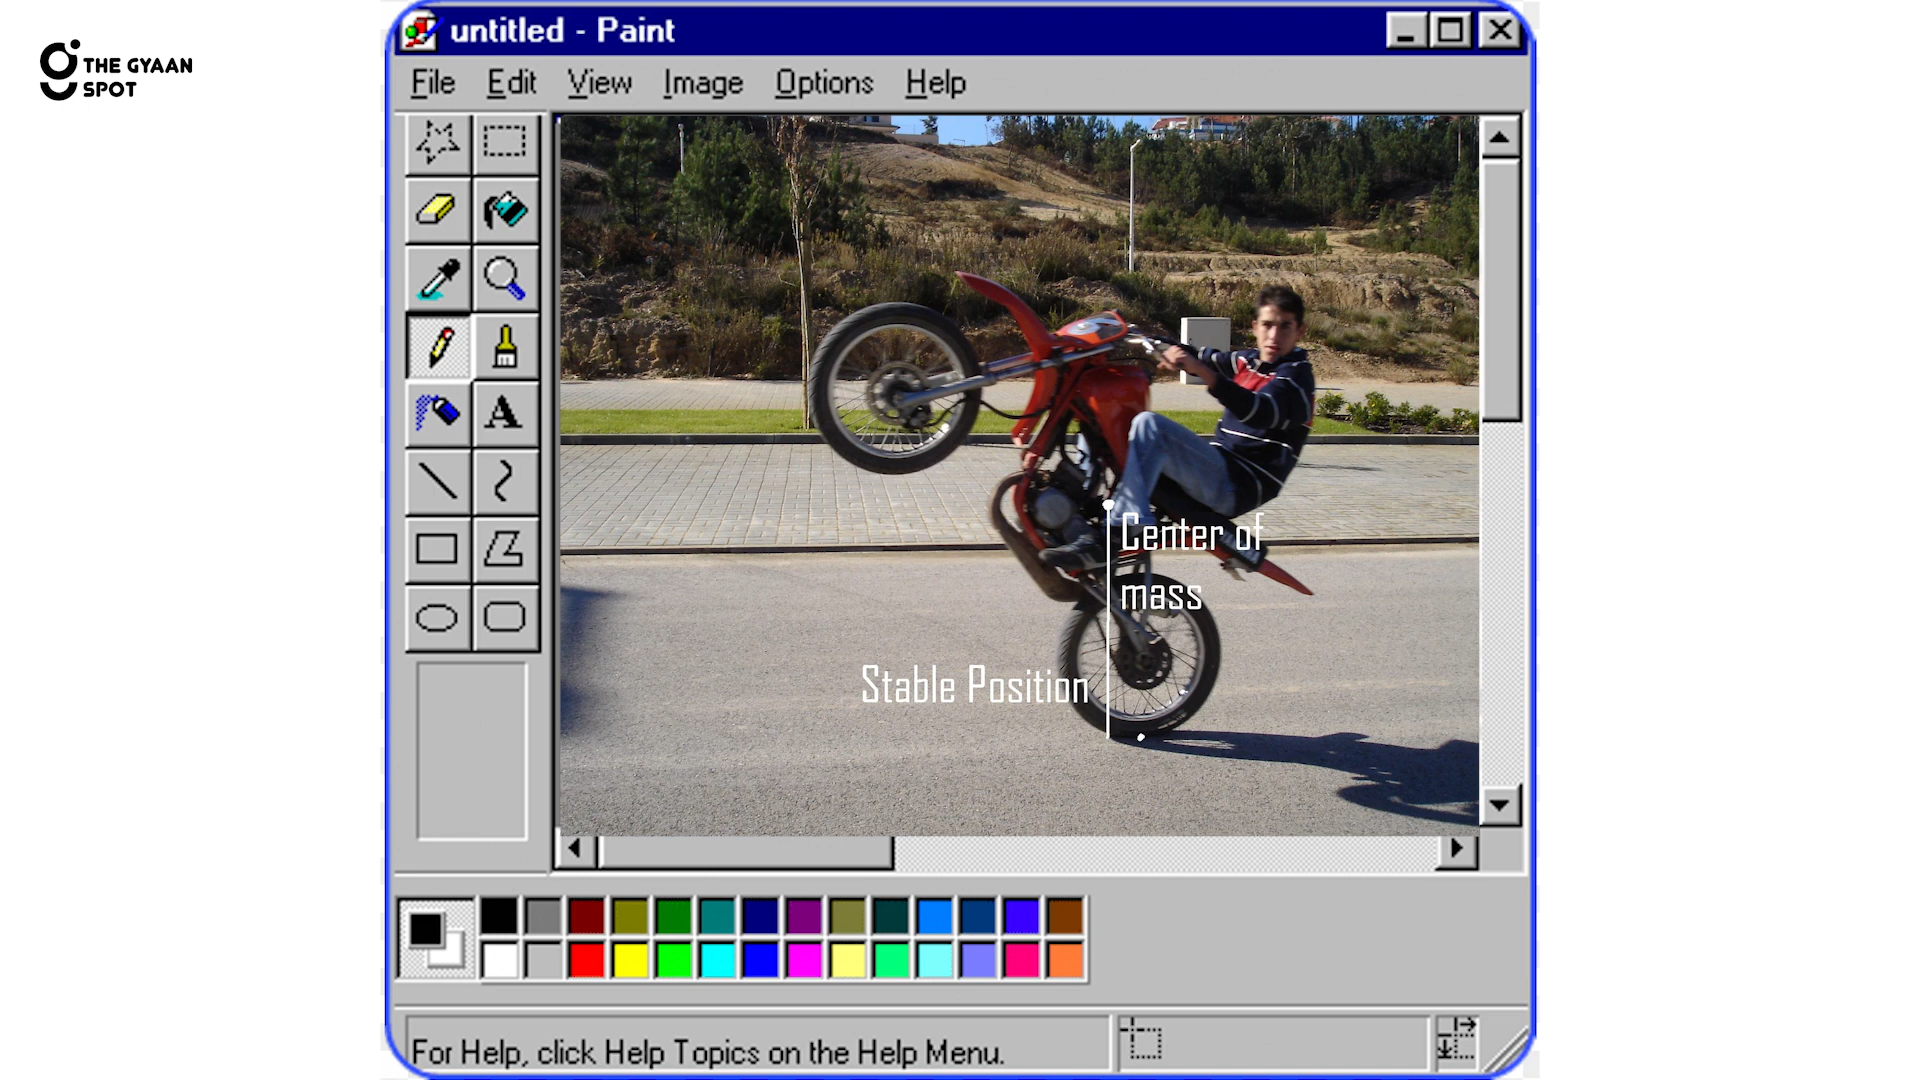 THE GYAAN
SPOT
untitled - Paint
File Edit View Image Options Help
A
Center of
mass
Stable Position
For Help, click Help Topics on the Help Menu.